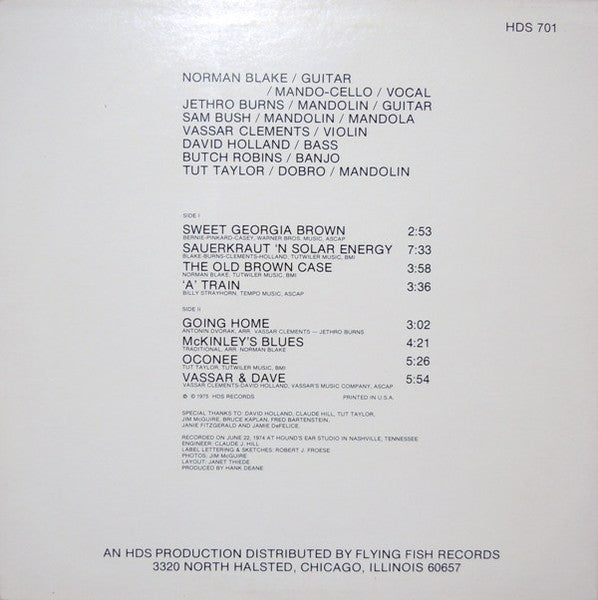 HDS 701
NORMAN BLAKE / GUITAR
/ MANDO-CELLO / VOCAL
JETHRO BURNS / MANDOLIN / GUITAR
SAM BUSH / MANDOLIN / MANDOLA
VASSAR CLEMENTS / VIOLIN
DAVID HOLLAND / BASS
BUTCH ROBINS / BANJO
TUT TAYLOR / DOBRO / MANDOLIN
SIDE I
SWEET GEORGIA BROWN 2:53
BERNIE-PINKARD-CASEY, WARNER BROS. MUSIC, ASCAP
SAUERKRAUT 'N SOLAR ENERGY 7:33
BLAKE-BURNS-CLEMENTS-HOLLAND, TUTWILER MUSIC, BMI
THE OLD BROWN CASE 3:58
NORMAN BLAKE, TUTWILER MUSIC, BMI
'A' TRAIN 3:36
BILLY STRAYHORN, TEMPO MUSIC, ASCAP
SIDE II
GOING HOME 3:02
ANTONIN DVORAK, ARR. VASSAR CLEMENTS — JETHRO BURNS
McKINLEY'S BLUES 4:21
TRADITIONAL, ARR. NORMAN BLAKE
OCONEE 5:26
TUT TAYLOR, TUTWILER MUSIC, BMI
VASSAR & DAVE 5:54
VASSAR CLEMENTS-DAVID HOLLAND, VASSAR'S MUSIC COMPANY, ASCAP
℗ © 1975 HDS RECORDS PRINTED IN U.S.A.
SPECIAL THANKS TO: DAVID HOLLAND, CLAUDE HILL, TUT TAYLOR,
JIM McGUIRE, BRUCE KAPLAN, FRED BARTENSTEIN,
JANIE FITZGERALD AND JAMIE DeFELICE.
RECORDED ON JUNE 22, 1974 AT HOUND'S EAR STUDIO IN NASHVILLE, TENNESSEE
ENGINEER: CLAUDE J. HILL
LABEL LETTERING & SKETCHES: ROBERT J. FROESE
PHOTOS: JIM McGUIRE
LAYOUT: JANET THIEDE
PRODUCED BY HANK DEANE
AN HDS PRODUCTION DISTRIBUTED BY FLYING FISH RECORDS
3320 NORTH HALSTED, CHICAGO, ILLINOIS 60657